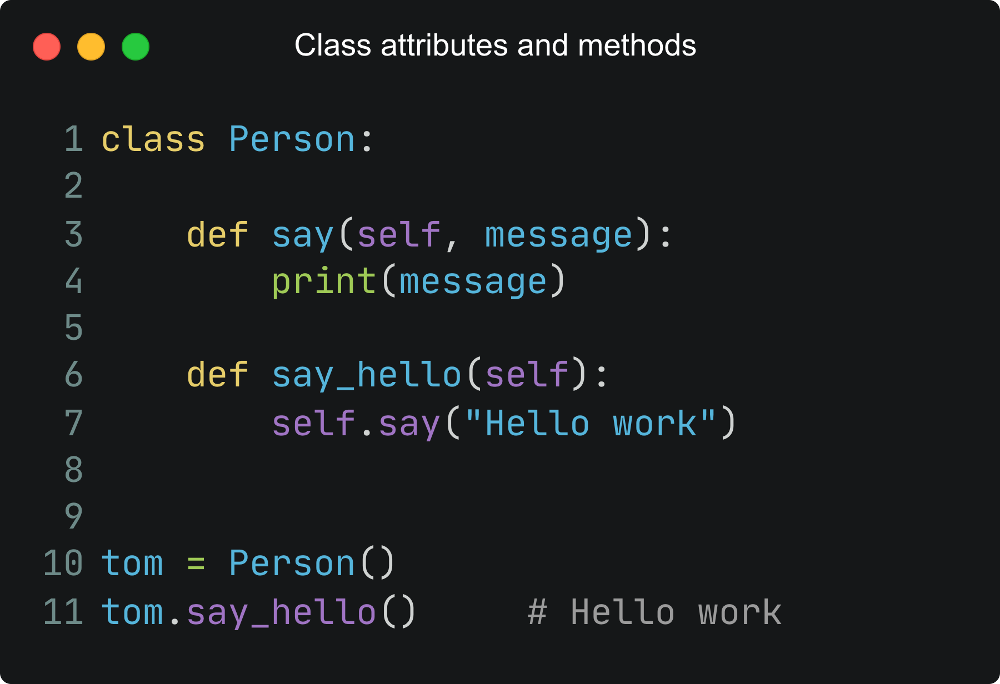 Class attributes and methods
1 class Person:
2
3     def say(self, message):
4         print(message)
5
6     def say_hello(self):
7         self.say("Hello work")
8
9
10 tom = Person()
11 tom.say_hello()     # Hello work